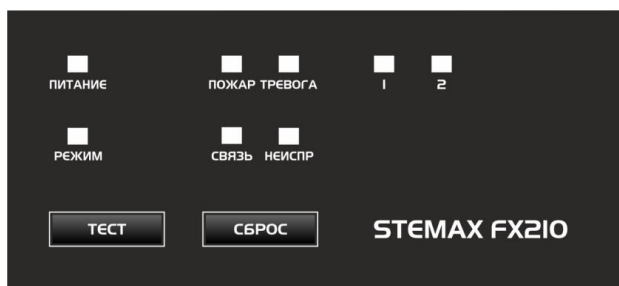 ПИТАНИЕ ПОЖАР ТРЕВОГА 1 2
РЕЖИМ СВЯЗЬ НЕИСПР
ТЕСТ СБРОС STEMAX FX210